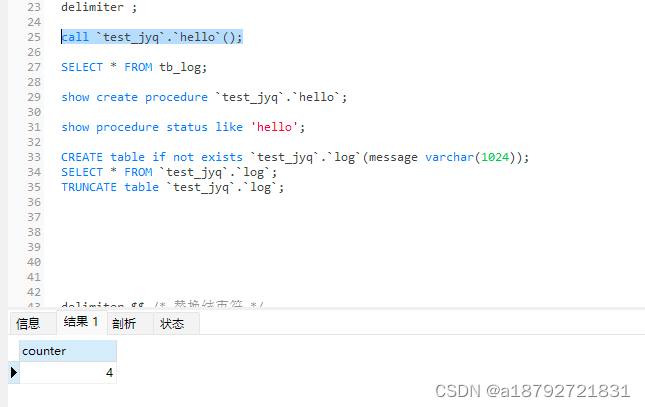 23 delimiter ;
24
25 call `test_jyq`.`hello`();
26
27 SELECT * FROM tb_log;
28
29 show create procedure `test_jyq`.`hello`;
30
31 show procedure status like 'hello';
32
33 CREATE table if not exists `test_jyq`.`log`(message varchar(1024));
34 SELECT * FROM `test_jyq`.`log`;
35 TRUNCATE table `test_jyq`.`log`;
36
37
38
39
40
41
42
43 delimiter $$ /* 替换结束符 */
信息 结果 1 剖析 状态
counter
4
CSDN @a18792721831